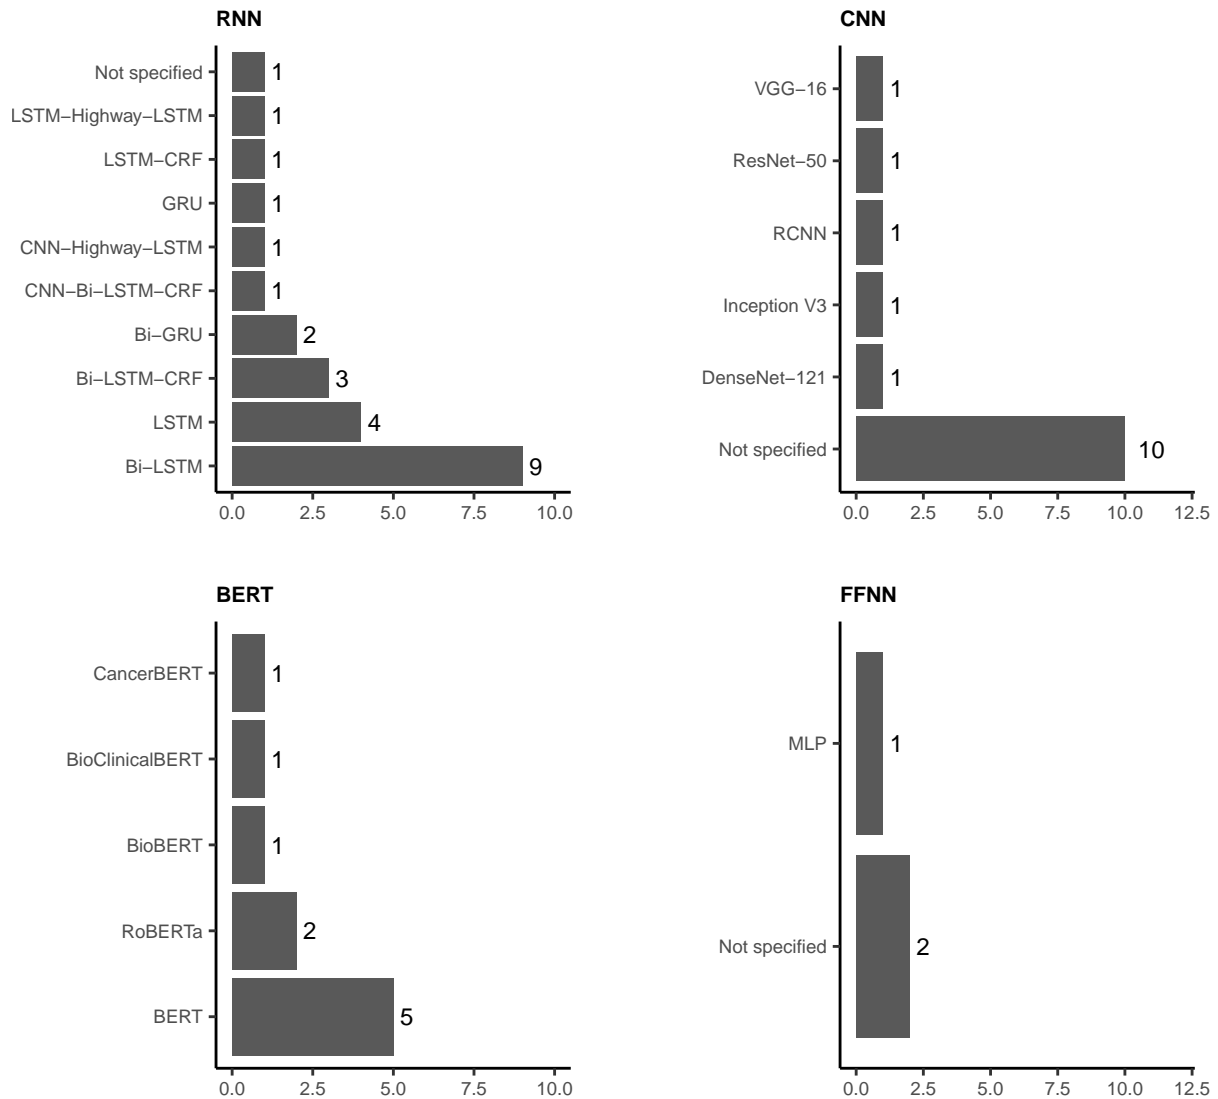 RNN
Not specified 1
LSTM−Highway−LSTM 1
LSTM−CRF 1
GRU 1
CNN−Highway−LSTM 1
CNN−Bi−LSTM−CRF 1
Bi−GRU 2
Bi−LSTM−CRF 3
LSTM 4
Bi−LSTM 9
0.0 2.5 5.0 7.5 10.0
CNN
VGG−16 1
ResNet−50 1
RCNN 1
Inception V3 1
DenseNet−121 1
Not specified 10
0.0 2.5 5.0 7.5 10.0 12.5
BERT
CancerBERT 1
BioClinicalBERT 1
BioBERT 1
RoBERTa 2
BERT 5
0.0 2.5 5.0 7.5 10.0
FFNN
MLP 1
Not specified 2
0.0 2.5 5.0 7.5 10.0 12.5